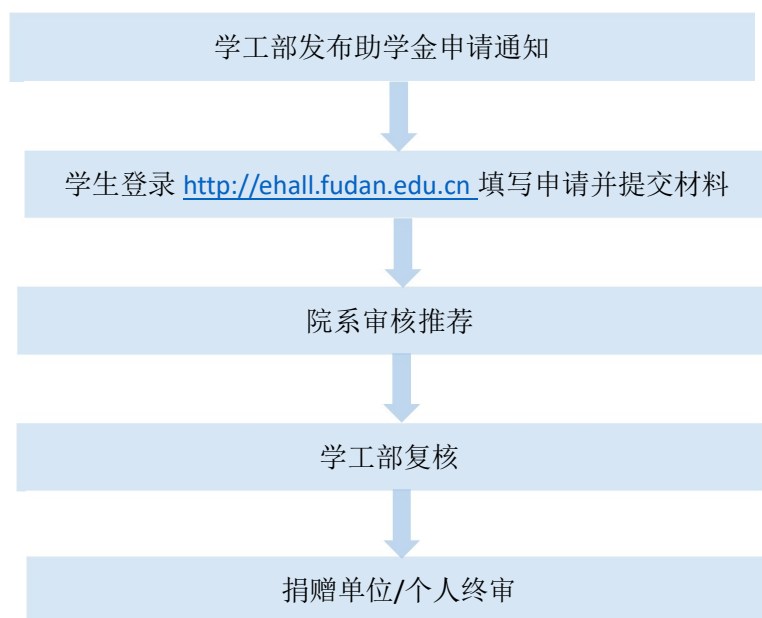 学工部发布助学金申请通知
学生登录 http://ehall.fudan.edu.cn 填写申请并提交材料
院系审核推荐
学工部复核
捐赠单位/个人终审